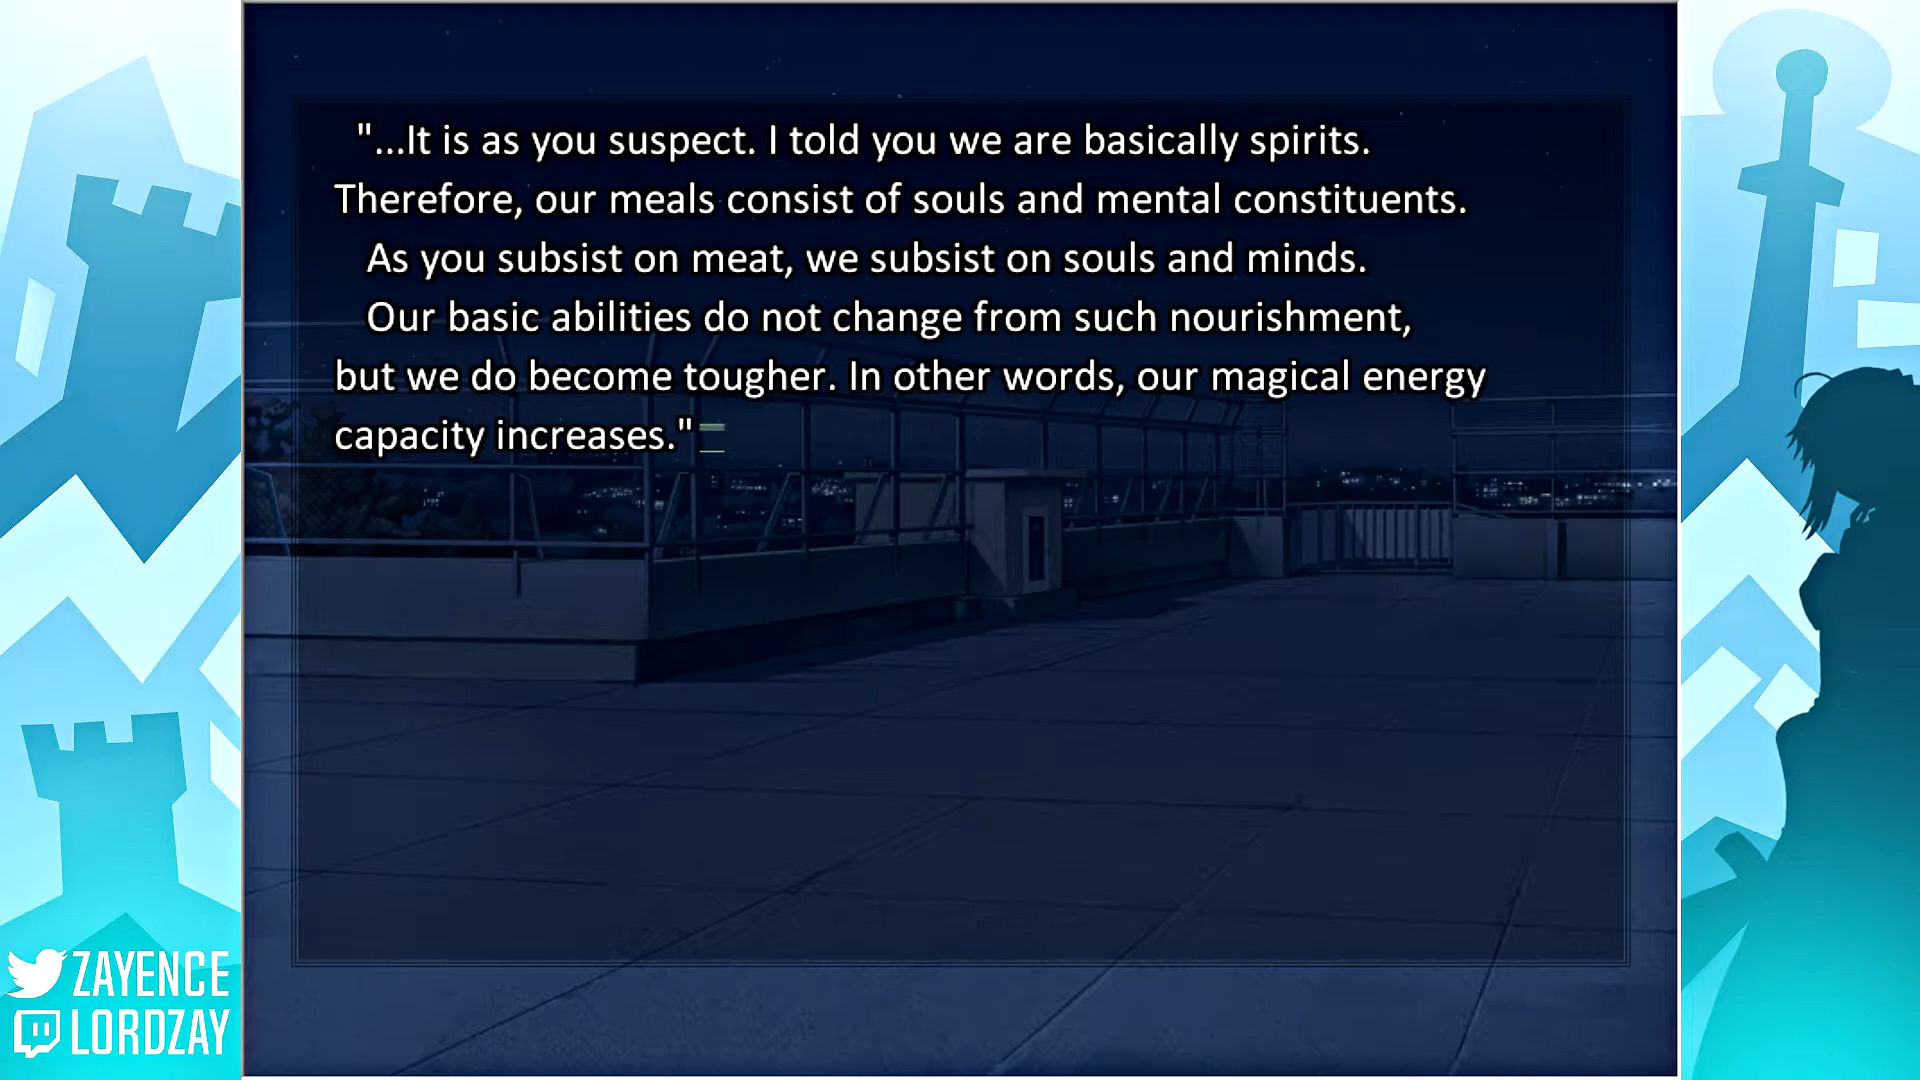 "...It is as you suspect. I told you we are basically spirits.
Therefore, our meals consist of souls and mental constituents.
As you subsist on meat, we subsist on souls and minds.
Our basic abilities do not change from such nourishment,
but we do become tougher. In other words, our magical energy
capacity increases."
ZAYENCE
LORDZAY